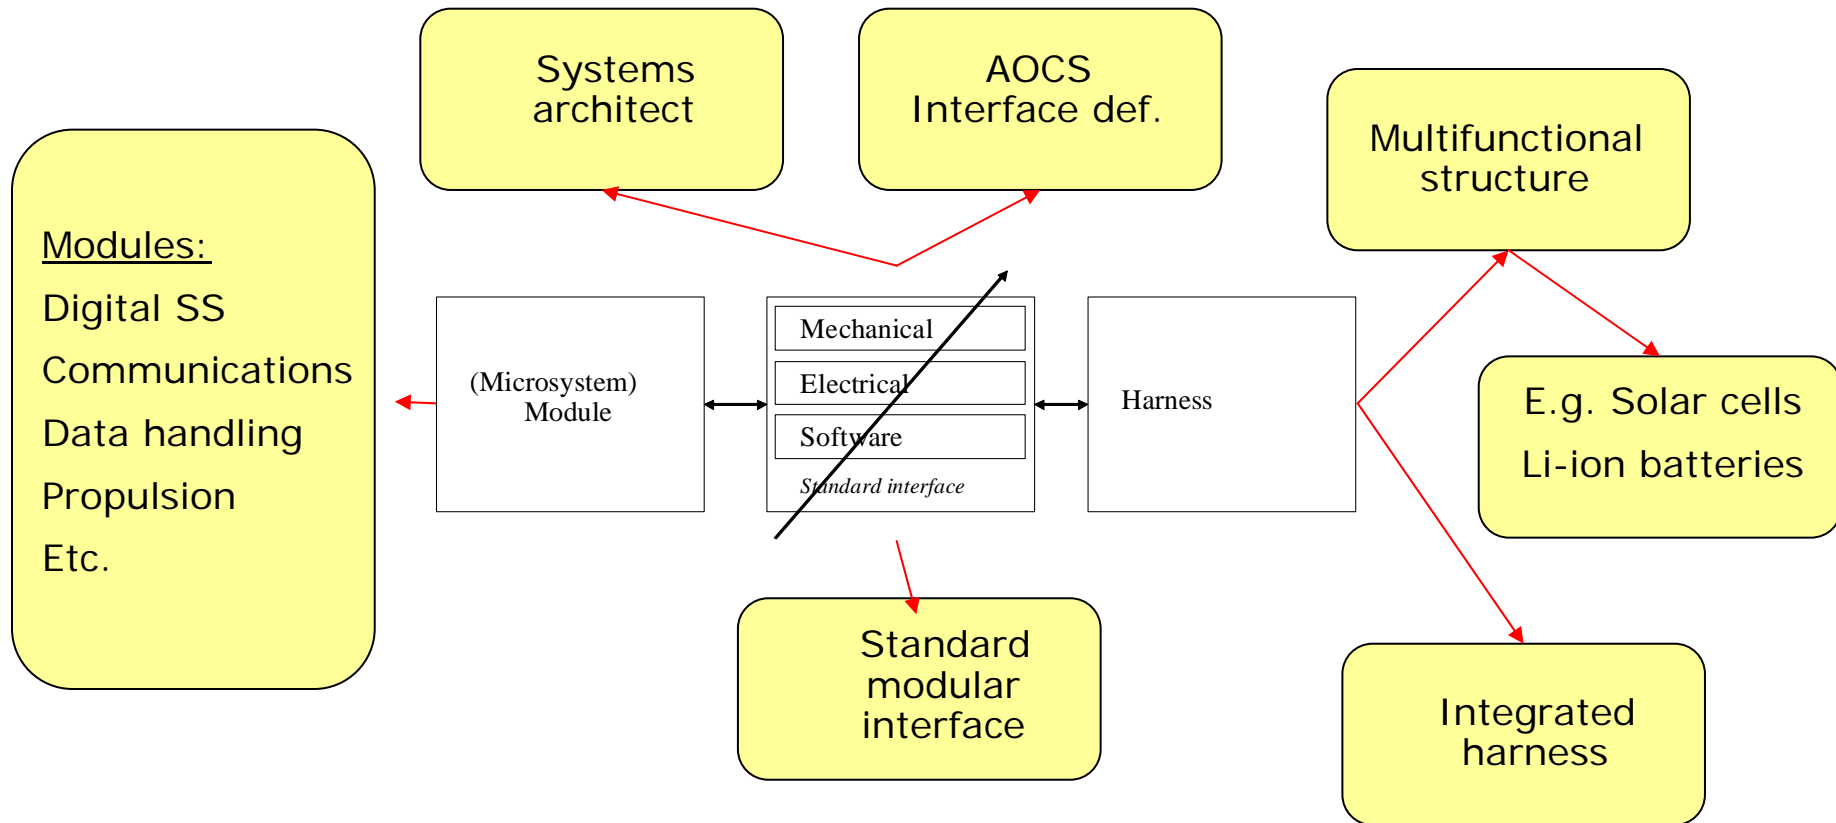 Systems
architect
AOCS
Interface def.
Multifunctional
structure
Modules:
Digital SS
Communications
Data handling
Propulsion
Etc.
(Microsystem)
Module
Mechanical
Electrical
Software
Standard interface
Harness
E.g. Solar cells
Li-ion batteries
Standard
modular
interface
Integrated
harness